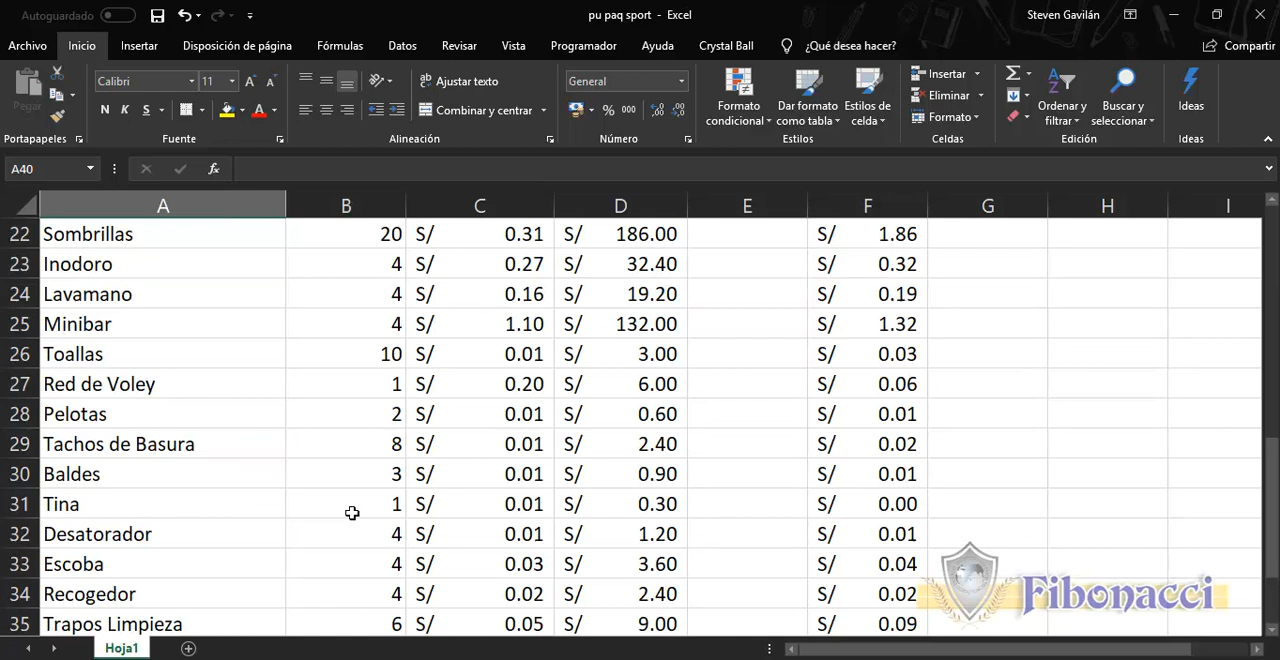 Autoguardado
pu paq sport - Excel
Steven Gavilán
Archivo Inicio Insertar Disposición de página Fórmulas Datos Revisar Vista Programador Ayuda Crystal Ball ¿Qué desea hacer? Compartir
Pegar
Calibri 11
N K S
Ajustar texto
Combinar y centrar
General
% 000
Formato condicional
Dar formato como tabla
Estilos de celda
Insertar
Eliminar
Formato
Ordenar y filtrar
Buscar y seleccionar
Ideas
Portapapeles Fuente Alineación Número Estilos Celdas Edición Ideas
A40 fx
A B C D E F G H I
22 Sombrillas 20 S/ 0.31 S/ 186.00 S/ 1.86
23 Inodoro 4 S/ 0.27 S/ 32.40 S/ 0.32
24 Lavamano 4 S/ 0.16 S/ 19.20 S/ 0.19
25 Minibar 4 S/ 1.10 S/ 132.00 S/ 1.32
26 Toallas 10 S/ 0.01 S/ 3.00 S/ 0.03
27 Red de Voley 1 S/ 0.20 S/ 6.00 S/ 0.06
28 Pelotas 2 S/ 0.01 S/ 0.60 S/ 0.01
29 Tachos de Basura 8 S/ 0.01 S/ 2.40 S/ 0.02
30 Baldes 3 S/ 0.01 S/ 0.90 S/ 0.01
31 Tina 1 S/ 0.01 S/ 0.30 S/ 0.00
32 Desatorador 4 S/ 0.01 S/ 1.20 S/ 0.01
33 Escoba 4 S/ 0.03 S/ 3.60 S/ 0.04
34 Recogedor 4 S/ 0.02 S/ 2.40 S/ 0.02
35 Trapos Limpieza 6 S/ 0.05 S/ 9.00 S/ 0.09
Fibonacci
Hoja1